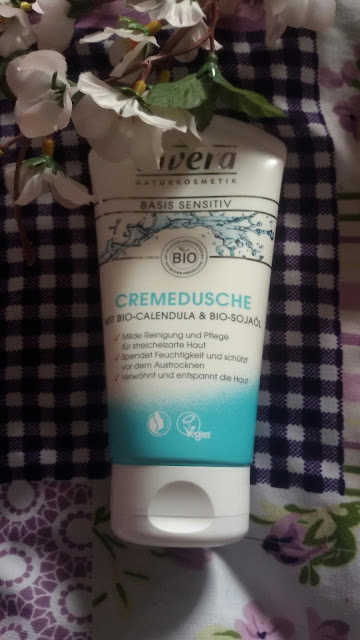 lavera
NATURKOSMETIK
BASIS SENSITIV
BIO
CREMEDUSCHE
MIT BIO-CALENDULA & BIO-SOJAÖL
✓ Milde Reinigung und Pflege
für streichelzarte Haut
✓ Spendet Feuchtigkeit und schützt
vor dem Austrocknen
✓ Verwöhnt und entspannt die Haut
Vegan